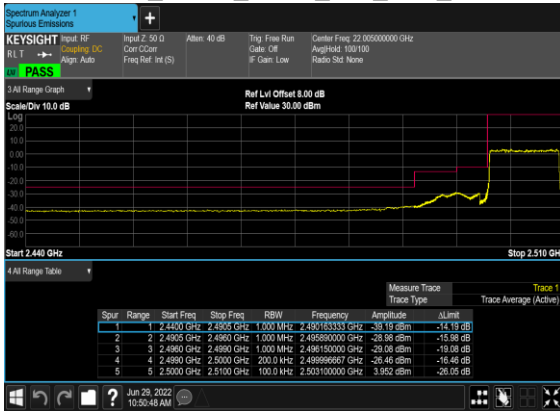 Spectrum Analyzer 1
Spurious Emissions
+
KEYSIGHT Input: RF Input Z: 50 Ω Atten: 40 dB Trig: Free Run Center Freq: 22.005000000 GHz
RLT Coupling: DC Corr CCorr Gate: Off Avg|Hold: 100/100
Align: Auto Freq Ref: Int (S) IF Gain: Low Radio Std: None
PASS
3 All Range Graph
Ref Lvl Offset 8.00 dB
Scale/Div 10.0 dB Ref Value 30.00 dBm
Log
20.0
10.0
0.00
-10.0
-20.0
-30.0
-40.0
-50.0
-60.0
Start 2.440 GHz Stop 2.510 GH
4 All Range Table
Measure Trace Trace 1
Trace Type Trace Average (Active)
Spur Range Start Freq Stop Freq RBW Frequency Amplitude ΔLimit
1 1 2.4400 GHz 2.4905 GHz 1.000 MHz 2.490163333 GHz -39.19 dBm -14.19 dB
2 2 2.4905 GHz 2.4960 GHz 1.000 MHz 2.495890000 GHz -28.98 dBm -15.98 dB
3 3 2.4960 GHz 2.4990 GHz 1.000 MHz 2.496150000 GHz -29.08 dBm -19.08 dB
4 4 2.4990 GHz 2.5000 GHz 200.0 kHz 2.499996667 GHz -26.46 dBm -16.46 dB
5 5 2.5000 GHz 2.5100 GHz 100.0 kHz 2.503100000 GHz 3.952 dBm -26.05 dB
?
Jun 29, 2022
10:50:48 AM